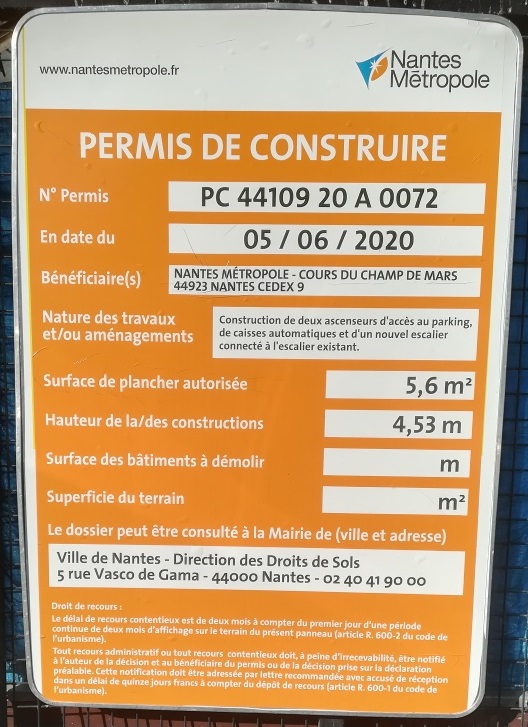 www.nantesmetropole.fr
Nantes
Métropole
PERMIS DE CONSTRUIRE
N° Permis
PC 44109 20 A 0072
En date du
05 / 06 / 2020
Bénéficiaire(s)
NANTES MÉTROPOLE - COURS DU CHAMP DE MARS
44923 NANTES CEDEX 9
Nature des travaux
et/ou aménagements
Construction de deux ascenseurs d'accès au parking,
de caisses automatiques et d'un nouvel escalier
connecté à l'escalier existant.
Surface de plancher autorisée
5,6 m²
Hauteur de la/des constructions
4,53 m
Surface des bâtiments à démolir
m
Superficie du terrain
m²
Le dossier peut être consulté à la Mairie de (ville et adresse)
Ville de Nantes - Direction des Droits de Sols
5 rue Vasco de Gama - 44000 Nantes - 02 40 41 90 00
Droit de recours :
Le délai de recours contentieux est de deux mois à compter du premier jour d'une période
continue de deux mois d'affichage sur le terrain du présent panneau (article R. 600-2 du code de
l'urbanisme).
Tout recours administratif ou tout recours contentieux doit, à peine d'irrecevabilité, être notifié
à l'auteur de la décision et au bénéficiaire du permis ou de la décision prise sur la déclaration
préalable. Cette notification doit être adressée par lettre recommandée avec accusé de réception
dans un délai de quinze jours francs à compter du dépôt de recours (article R. 600-1 du code de
l'urbanisme).